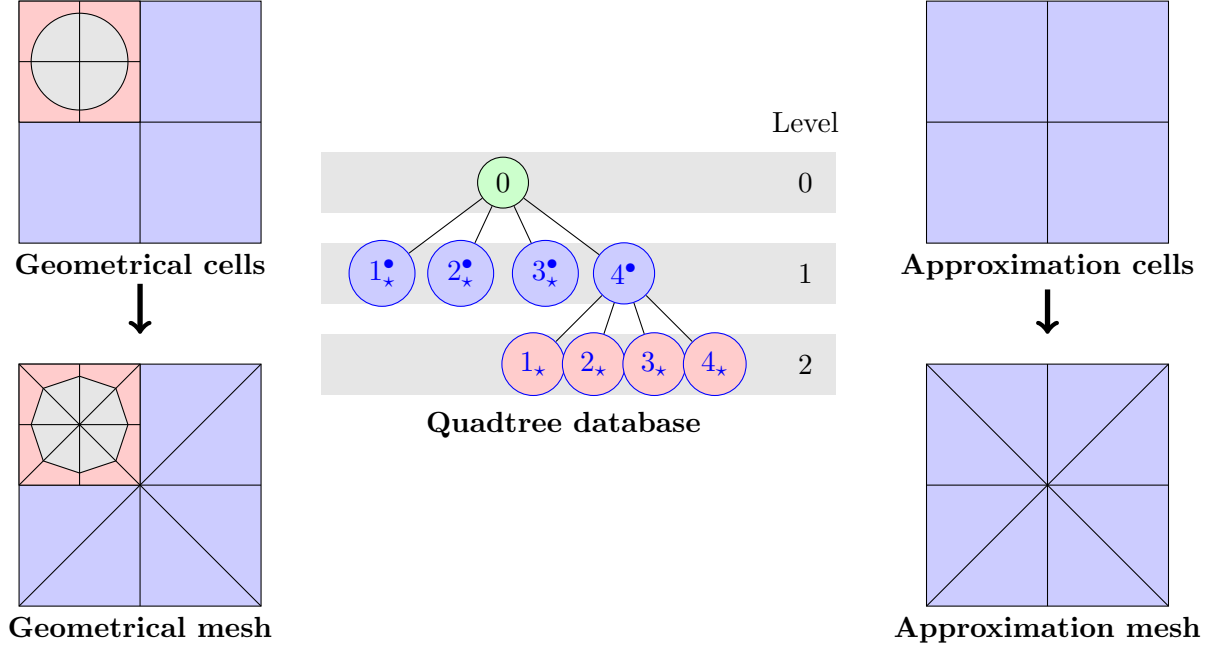 Level
0 0
1•⋆ 2•⋆ 3•⋆ 4• 1
Geometrical cells
Approximation cells
1⋆ 2⋆ 3⋆ 4⋆ 2
Quadtree database
Geometrical mesh
Approximation mesh